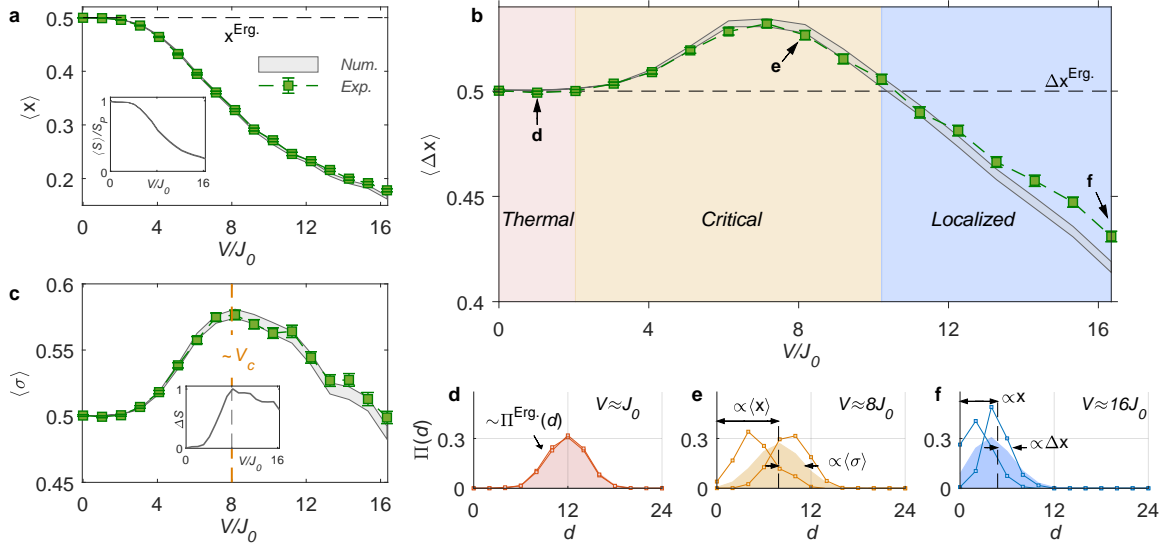 a
0.5
0.4
0.3
0.2
⟨x⟩
x^Erg.
Num.
Exp.
1
0
⟨S⟩/S_P
0
16
V/J_0
0 4 8 12 16
V/J_0
b
0.5
0.45
0.4
⟨Δx⟩
Δx^Erg.
d
e
f
Thermal
Critical
Localized
0 4 8 12 16
V/J_0
c
0.6
0.55
0.5
0.45
⟨σ⟩
~ V_c
1
0
ΔS
0
16
V/J_0
0 4 8 12 16
V/J_0
d
V≈J_0
~Π^Erg.(d)
Π(d)
0.3
0
0 12 24
d
e
V≈8J_0
∝⟨x⟩
∝⟨σ⟩
0.3
0
0 12 24
d
f
V≈16J_0
∝x
∝Δx
0.3
0
0 12 24
d